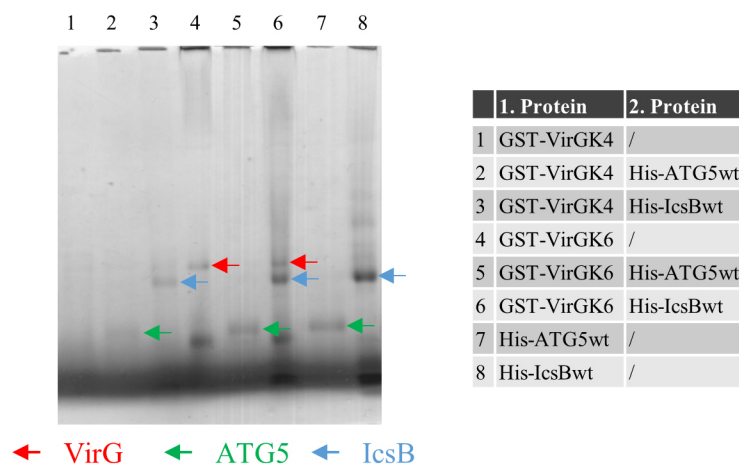 1 2 3 4 5 6 7 8
1. Protein 2. Protein
1 GST-VirGK4 /
2 GST-VirGK4 His-ATG5wt
3 GST-VirGK4 His-IcsBwt
4 GST-VirGK6 /
5 GST-VirGK6 His-ATG5wt
6 GST-VirGK6 His-IcsBwt
7 His-ATG5wt /
8 His-IcsBwt /
VirG ATG5 IcsB